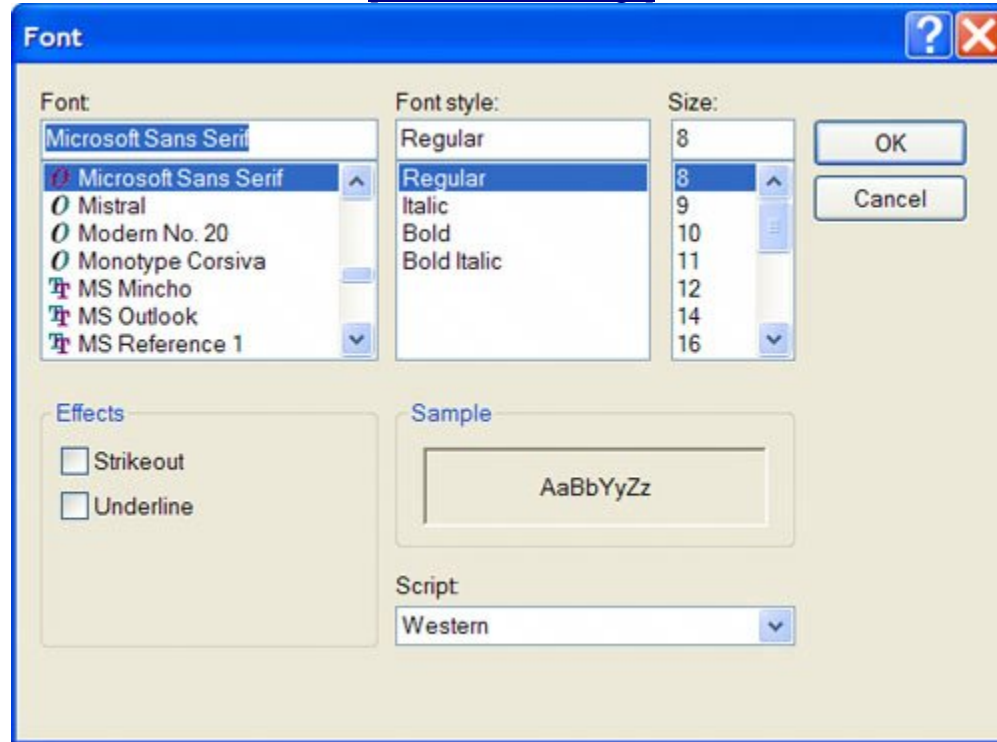 Font
Font:
Microsoft Sans Serif
Microsoft Sans Serif
Mistral
Modern No. 20
Monotype Corsiva
MS Mincho
MS Outlook
MS Reference 1
Font style:
Regular
Regular
Italic
Bold
Bold Italic
Size:
8
8
9
10
11
12
14
16
OK
Cancel
Effects
Strikeout
Underline
Sample
AaBbYyZz
Script:
Western